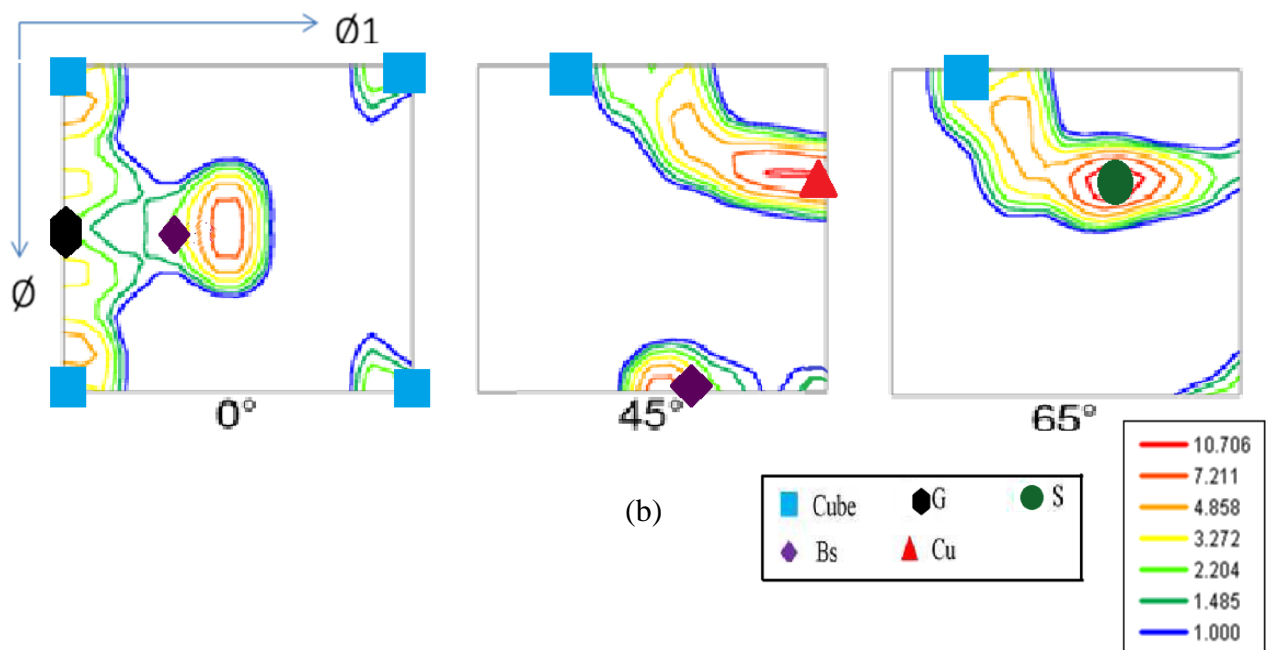 Ø1
Ø
0°
45°
65°
(b)
Cube
G
S
Bs
Cu
10.706
7.211
4.858
3.272
2.204
1.485
1.000